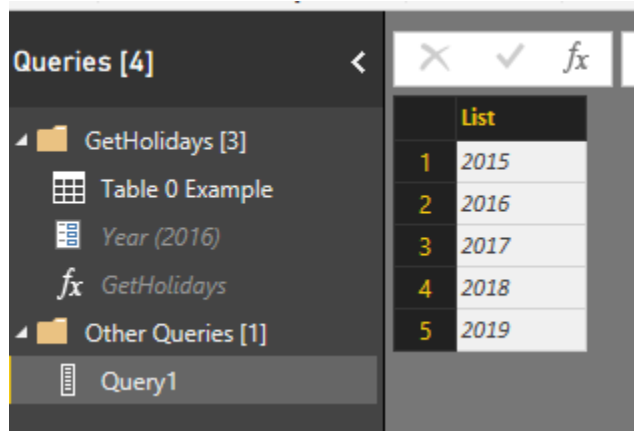 Queries [4]
fx
GetHolidays [3]
Table 0 Example
Year (2016)
fx GetHolidays
Other Queries [1]
Query1
List
1 2015
2 2016
3 2017
4 2018
5 2019